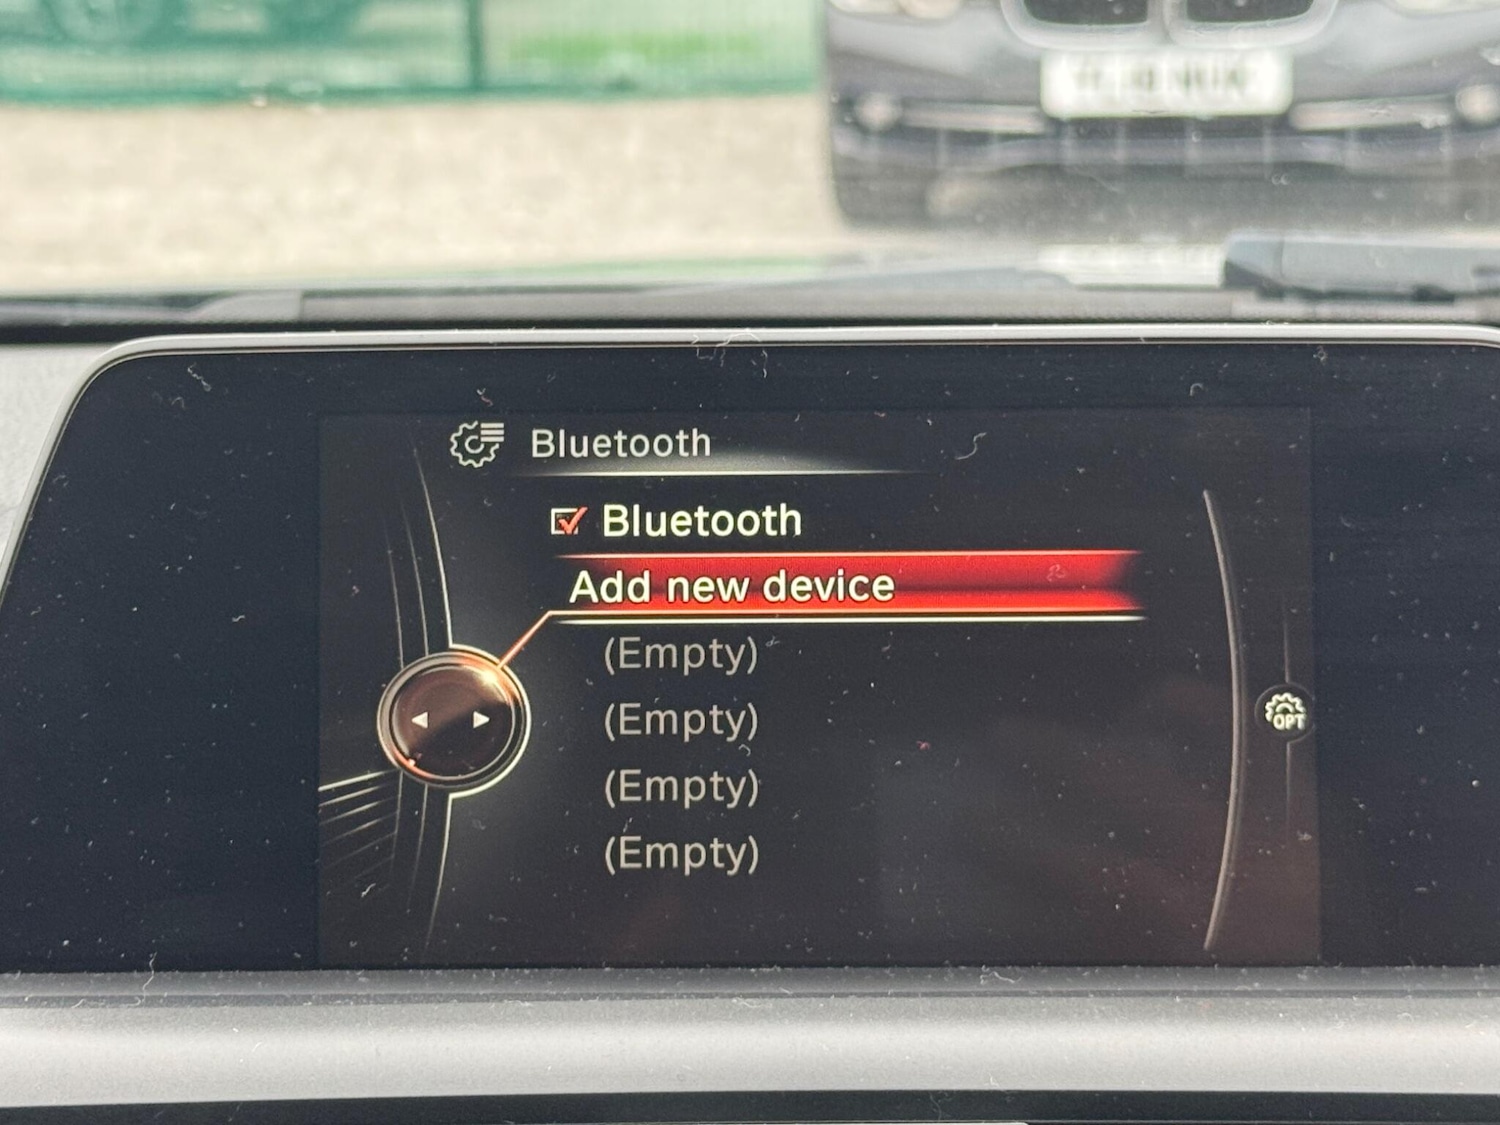 Bluetooth
Bluetooth
Add new device
(Empty)
(Empty)
(Empty)
(Empty)
OPT